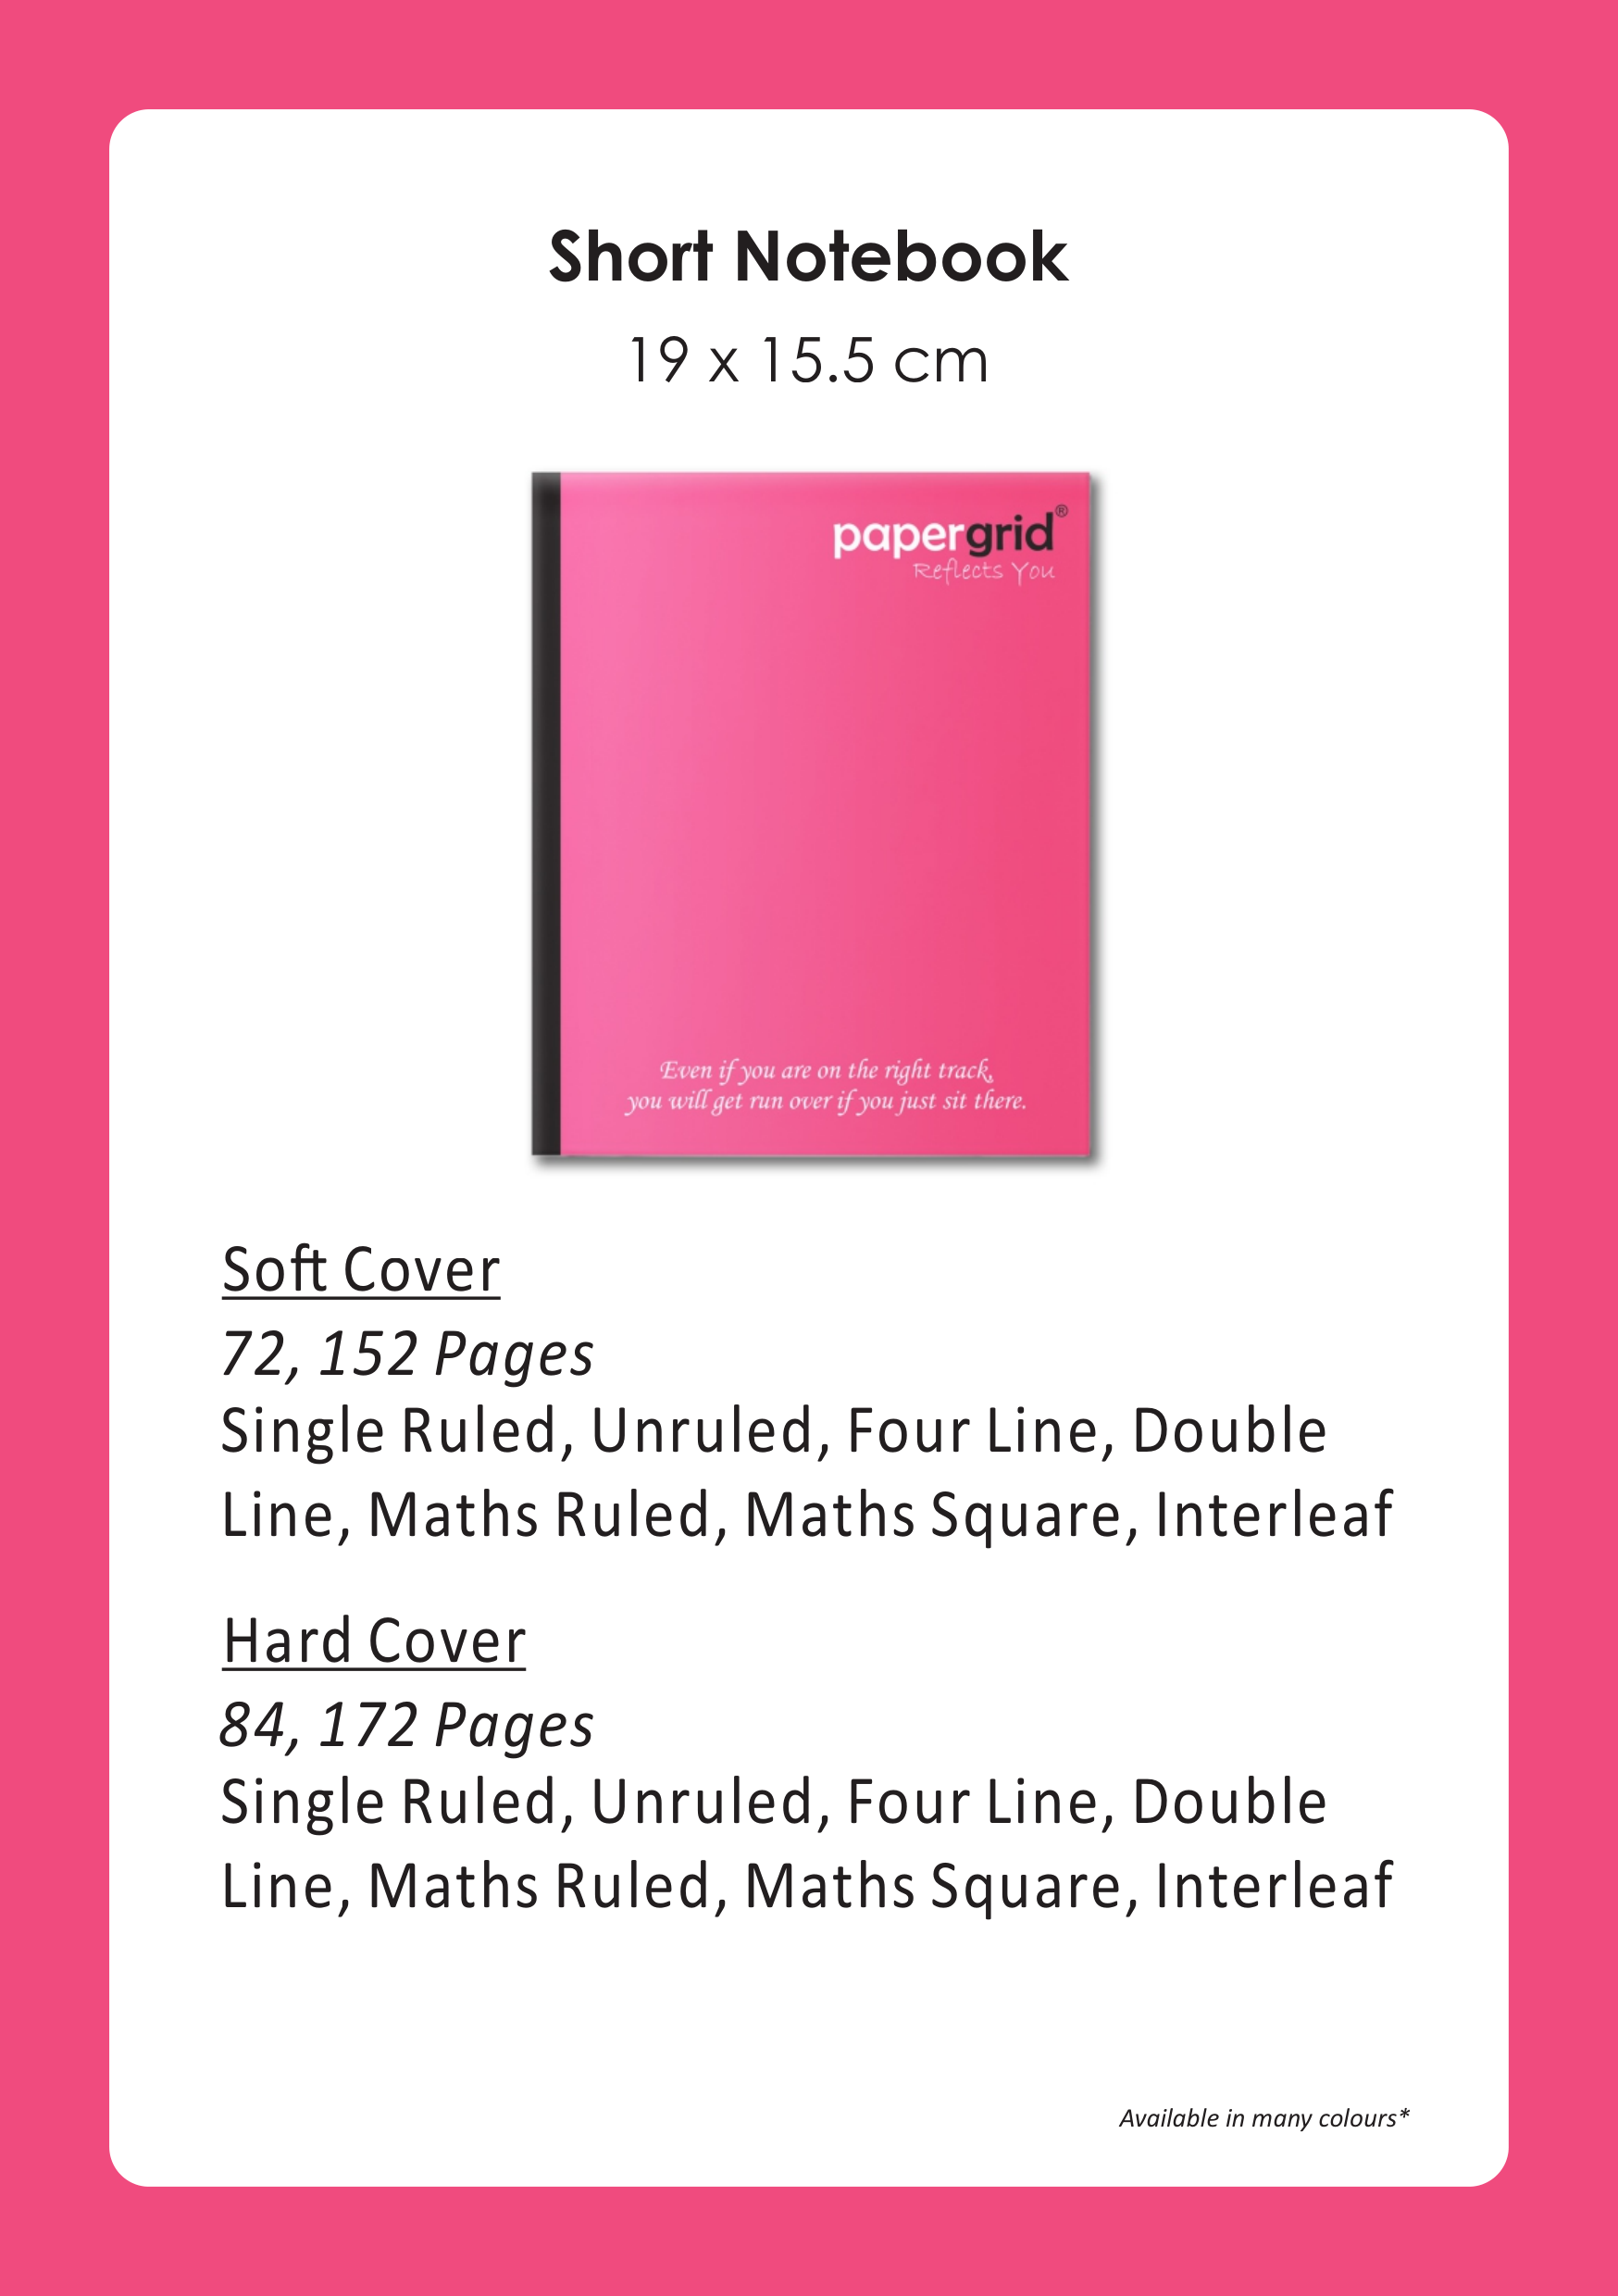 Short Notebook
19 x 15.5 cm
papergrid®
Reflects You
Even if you are on the right track,
you will get run over if you just sit there.
Soft Cover
72, 152 Pages
Single Ruled, Unruled, Four Line, Double
Line, Maths Ruled, Maths Square, Interleaf
Hard Cover
84, 172 Pages
Single Ruled, Unruled, Four Line, Double
Line, Maths Ruled, Maths Square, Interleaf
Available in many colours*